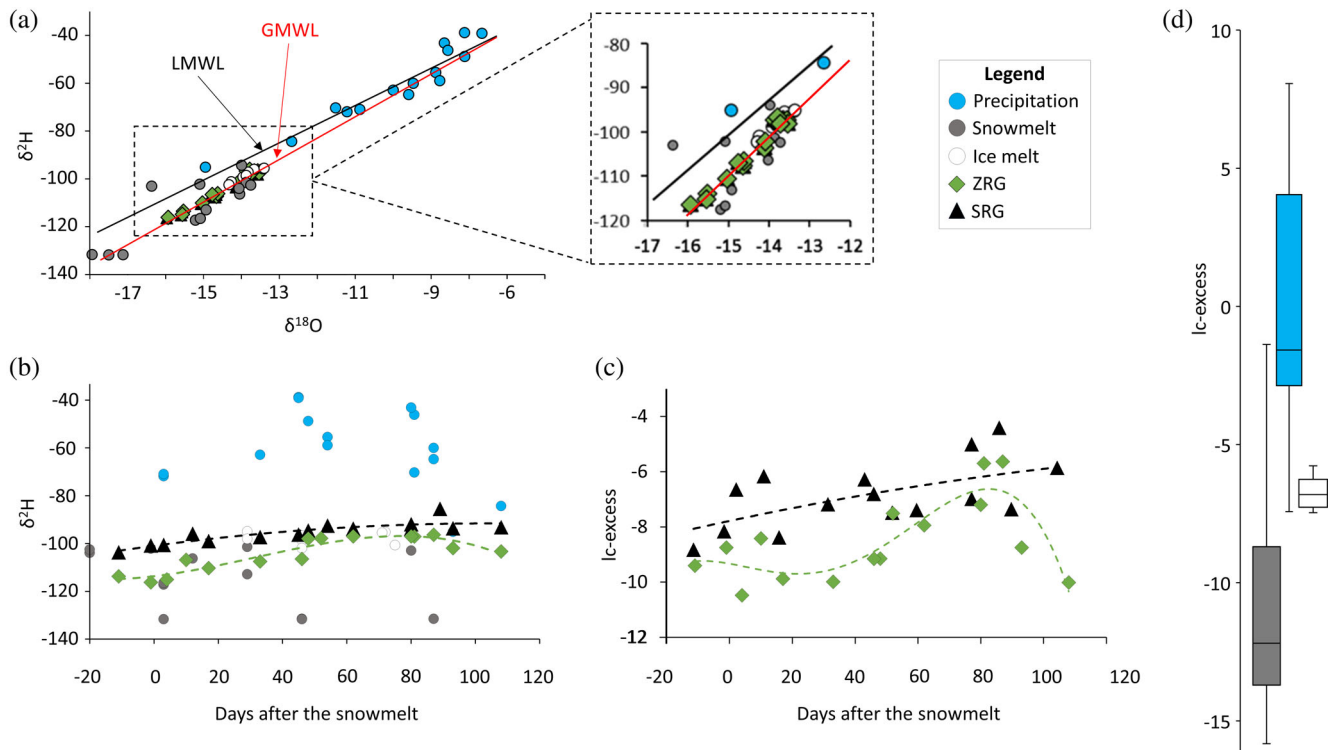 (a)
GMWL
LMWL
δ²H
-40
-60
-80
-100
-120
-140
-17
-15
-13
-11
-9
-6
δ¹⁸O
-80
-90
-100
-110
-120
-17
-16
-15
-14
-13
-12
Legend
Precipitation
Snowmelt
Ice melt
ZRG
SRG
(b)
δ²H
-40
-60
-80
-100
-120
-140
-20
0
20
40
60
80
100
120
Days after the snowmelt
(c)
lc-excess
-4
-6
-8
-10
-12
-20
0
20
40
60
80
100
120
Days after the snowmelt
(d)
lc-excess
10
5
0
-5
-10
-15